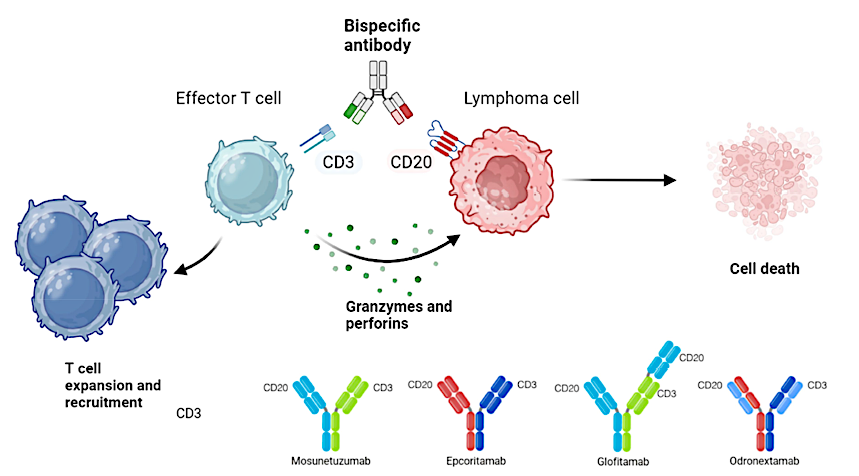 Bispecific
antibody
Effector T cell
Lymphoma cell
CD3
CD20
Cell death
Granzymes and
perforins
T cell
expansion and
recruitment
CD3
CD20
CD3
Mosunetuzumab
CD20
CD3
Epcoritamab
CD20
CD20
CD3
Glofitamab
CD20
CD3
Odronextamab